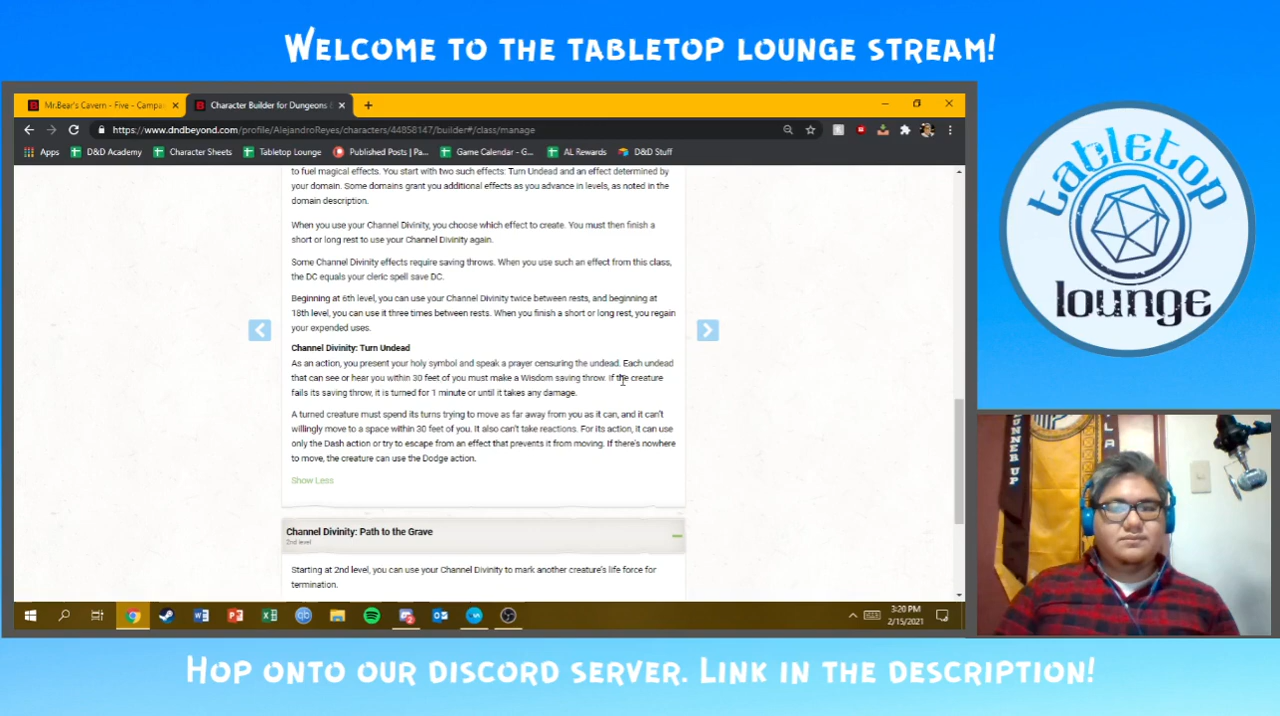 Welcome to the tabletop lounge stream!
Mr.Bear's Cavern - Five - Campa
Character Builder for Dungeons
https://www.dndbeyond.com/profile/AlejandroReyes/characters/44858147/builder#/class/manage
Apps D&D Academy Character Sheets Tabletop Lounge Published Posts | Pa... Game Calendar - G... AL Rewards D&D Stuff
to fuel magical effects. You start with two such effects: Turn Undead and an effect determined by
your domain. Some domains grant you additional effects as you advance in levels, as noted in the
domain description.
When you use your Channel Divinity, you choose which effect to create. You must then finish a
short or long rest to use your Channel Divinity again.
Some Channel Divinity effects require saving throws. When you use such an effect from this class,
the DC equals your cleric spell save DC.
Beginning at 6th level, you can use your Channel Divinity twice between rests, and beginning at
18th level, you can use it three times between rests. When you finish a short or long rest, you regain
your expended uses.
Channel Divinity: Turn Undead
As an action, you present your holy symbol and speak a prayer censuring the undead. Each undead
that can see or hear you within 30 feet of you must make a Wisdom saving throw. If the creature
fails its saving throw, it is turned for 1 minute or until it takes any damage.
A turned creature must spend its turns trying to move as far away from you as it can, and it can't
willingly move to a space within 30 feet of you. It also can't take reactions. For its action, it can use
only the Dash action or try to escape from an effect that prevents it from moving. If there's nowhere
to move, the creature can use the Dodge action.
Show Less
Channel Divinity: Path to the Grave
2nd level
Starting at 2nd level, you can use your Channel Divinity to mark another creature's life force for
termination.
3:20 PM
2/15/2021
tabletop
lounge
UNNER UP
Hop onto our discord server. Link in the description!